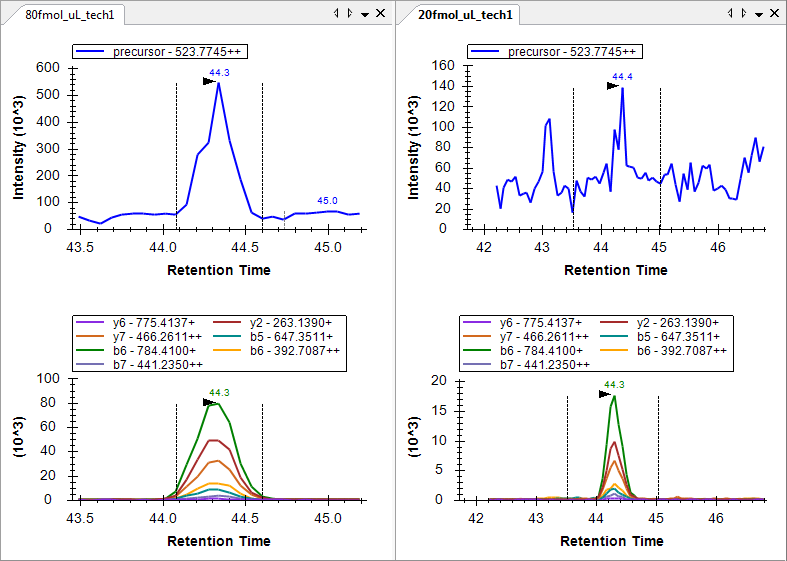 80fmol_uL_tech1
precursor - 523.7745++
600
500
400
300
200
100
0
Intensity (10^3)
44.3
45.0
43.5 44.0 44.5 45.0
Retention Time
y6 - 775.4137+ y2 - 263.1390+
y7 - 466.2611++ b5 - 647.3511+
b6 - 784.4100+ b6 - 392.7087++
b7 - 441.2350++
100
80
60
40
20
0
(10^3)
44.3
43.5 44.0 44.5 45.0
Retention Time
20fmol_uL_tech1
precursor - 523.7745++
160
140
120
100
80
60
40
20
0
Intensity (10^3)
44.4
42 43 44 45 46
Retention Time
y6 - 775.4137+ y2 - 263.1390+
y7 - 466.2611++ b5 - 647.3511+
b6 - 784.4100+ b6 - 392.7087++
b7 - 441.2350++
20
15
10
5
0
(10^3)
44.3
42 43 44 45 46
Retention Time